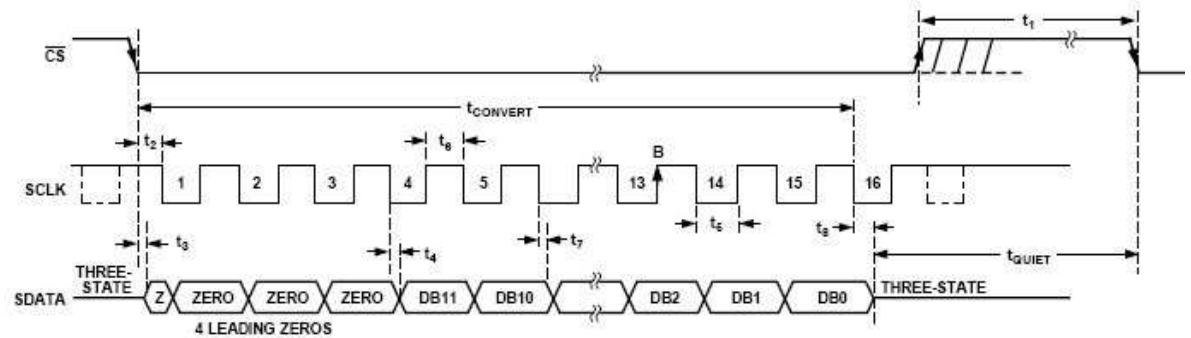 t1
CS
tCONVERT
t2
t6
B
SCLK
1 2 3 4 5 13 14 15 16
t3
t4
t7
t5
t8
tQUIET
THREE-
STATE
SDATA
Z ZERO ZERO ZERO DB11 DB10 DB2 DB1 DB0
THREE-STATE
4 LEADING ZEROS